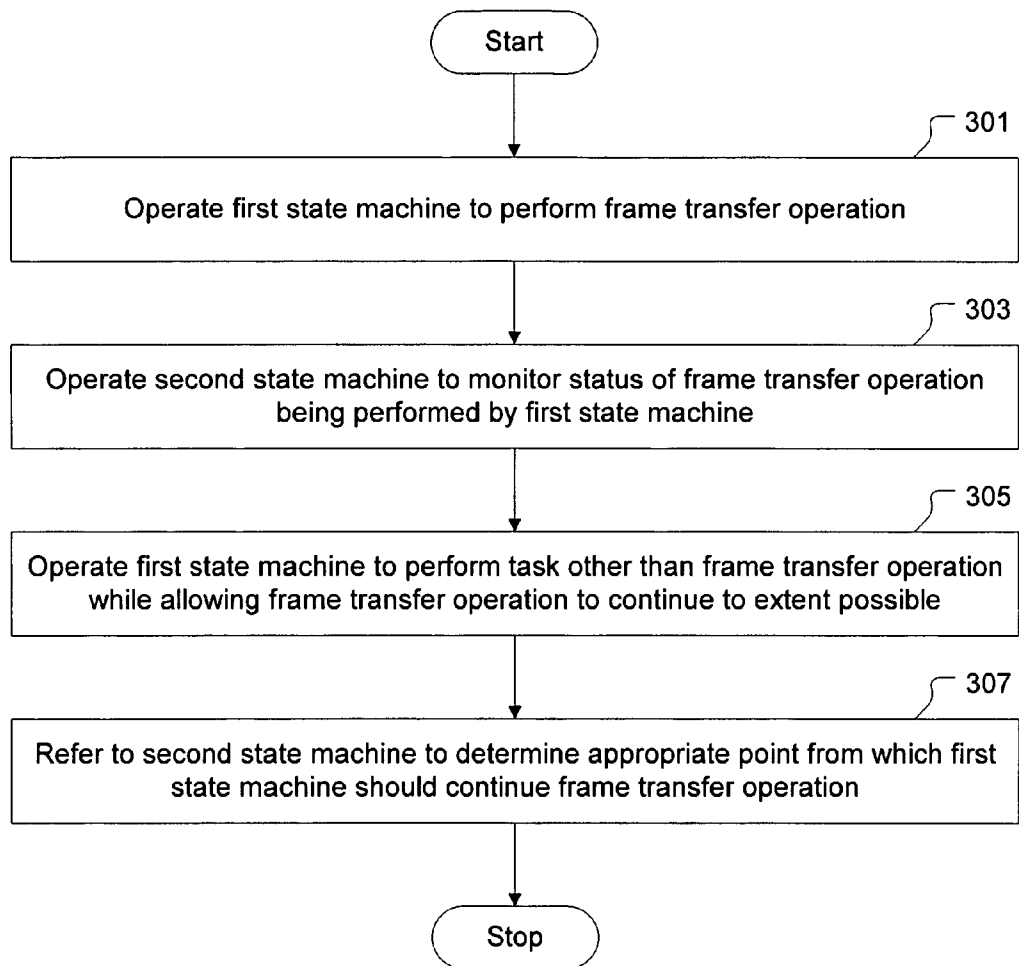 Start
301
Operate first state machine to perform frame transfer operation
303
Operate second state machine to monitor status of frame transfer operation
being performed by first state machine
305
Operate first state machine to perform task other than frame transfer operation
while allowing frame transfer operation to continue to extent possible
307
Refer to second state machine to determine appropriate point from which first
state machine should continue frame transfer operation
Stop